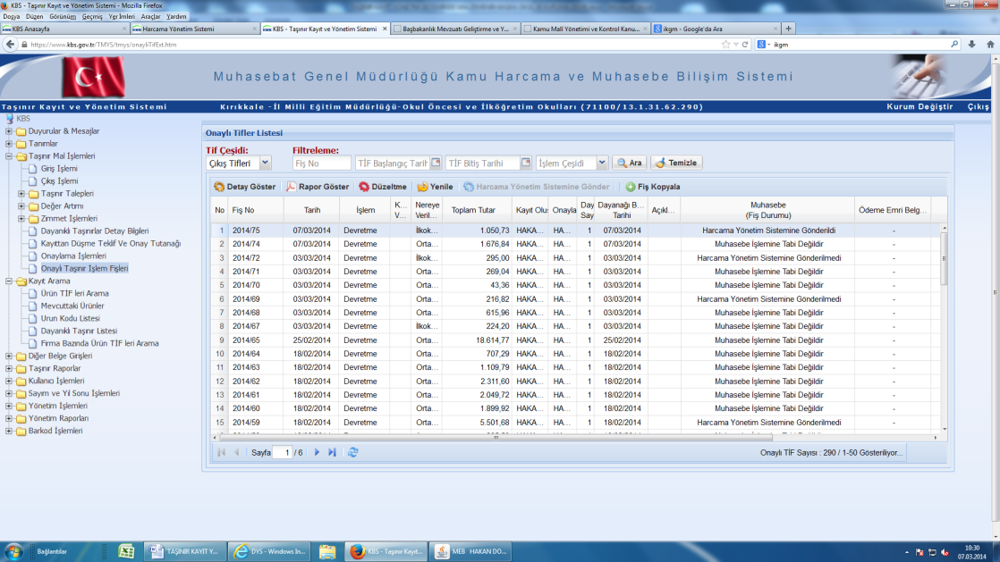 KBS - Taşınır Kayıt ve Yönetim Sistemi - Mozilla Firefox
Dosya Düzen Görünüm Geçmiş Yer İmleri Araçlar Yardım
KBS Anasayfa
Harcama Yönetim Sistemi
KBS - Taşınır Kayıt ve Yönetim Sistemi
Başbakanlık Mevzuatı Geliştirme ve Y...
Kamu Mali Yönetimi ve Kontrol Kanu...
ikgm - Google'da Ara
https://www.kbs.gov.tr/TMYS/tmys/onayliTifExt.htm
ikgm
Muhasebat Genel Müdürlüğü Kamu Harcama ve Muhasebe Bilişim Sistemi
Taşınır Kayıt ve Yönetim Sistemi
Kırıkkale -İl Milli Eğitim Müdürlüğü-Okul Öncesi ve İlköğretim Okulları (71100/13.1.31.62.290)
Kurum Değiştir Çıkış
KBS
Duyurular & Mesajlar
Tanımlar
Taşınır Mal İşlemleri
Giriş İşlemi
Çıkış İşlemi
Taşınır Talepleri
Değer Artımı
Zimmet İşlemleri
Dayanıklı Taşınırlar Detay Bilgileri
Kayıttan Düşme Teklif Ve Onay Tutanağı
Onaylama İşlemleri
Onaylı Taşınır İşlem Fişleri
Kayıt Arama
Ürün TİF leri Arama
Mevcuttaki Ürünler
Urun Kodu Listesi
Dayanıklı Taşınır Listesi
Firma Bazında Ürün TİF leri Arama
Diğer Belge Girişleri
Taşınır Raporlar
Kullanıcı İşlemleri
Sayım ve Yıl Sonu İşlemleri
Yönetim İşlemleri
Yönetim Raporları
Barkod İşlemleri
Onaylı Tifler Listesi
Tif Çeşidi: Filtreleme:
Çıkış Tifleri Fiş No TİF Başlangıç Tarih TİF Bitiş Tarihi İşlem Çeşidi Ara Temizle
Detay Göster Rapor Göster Düzeltme Yenile Harcama Yönetim Sistemine Gönder Fiş Kopyala
No Fiş No Tarih İşlem K... V... Nereye Veril... Toplam Tutar Kayıt Oluş Onayla Day Say Dayanağı B... Tarihi Açıkl... Muhasebe (Fiş Durumu) Ödeme Emri Belg...
1 2014/75 07/03/2014 Devretme İlkok... 1.050,73 HAKA... HA... 1 07/03/2014 Harcama Yönetim Sistemine Gönderildi -
2 2014/74 07/03/2014 Devretme Orta... 1.676,84 HAKA... HA... 1 07/03/2014 Muhasebe İşlemine Tabi Değildir -
3 2014/72 03/03/2014 Devretme İlkok... 295,00 HAKA... HA... 1 03/03/2014 Harcama Yönetim Sistemine Gönderilmedi -
4 2014/71 03/03/2014 Devretme Orta... 269,04 HAKA... HA... 1 03/03/2014 Muhasebe İşlemine Tabi Değildir -
5 2014/70 03/03/2014 Devretme Orta... 43,36 HAKA... HA... 1 03/03/2014 Muhasebe İşlemine Tabi Değildir -
6 2014/69 03/03/2014 Devretme Orta... 216,82 HAKA... HA... 1 03/03/2014 Harcama Yönetim Sistemine Gönderilmedi -
7 2014/68 03/03/2014 Devretme Orta... 615,96 HAKA... HA... 1 03/03/2014 Muhasebe İşlemine Tabi Değildir -
8 2014/67 03/03/2014 Devretme İlkok... 224,20 HAKA... HA... 1 03/03/2014 Muhasebe İşlemine Tabi Değildir -
9 2014/65 25/02/2014 Devretme Orta... 18.614,77 HAKA... HA... 1 25/02/2014 Muhasebe İşlemine Tabi Değildir -
10 2014/64 18/02/2014 Devretme Orta... 707,29 HAKA... HA... 1 18/02/2014 Muhasebe İşlemine Tabi Değildir -
11 2014/63 18/02/2014 Devretme Orta... 1.109,79 HAKA... HA... 1 18/02/2014 Muhasebe İşlemine Tabi Değildir -
12 2014/62 18/02/2014 Devretme Orta... 2.311,60 HAKA... HA... 1 18/02/2014 Muhasebe İşlemine Tabi Değildir -
13 2014/61 18/02/2014 Devretme Orta... 2.049,72 HAKA... HA... 1 18/02/2014 Muhasebe İşlemine Tabi Değildir -
14 2014/60 18/02/2014 Devretme Orta... 1.899,92 HAKA... HA... 1 18/02/2014 Muhasebe İşlemine Tabi Değildir -
15 2014/59 18/02/2014 Devretme Orta... 5.501,68 HAKA... HA... 1 18/02/2014 Harcama Yönetim Sistemine Gönderilmedi -
Sayfa 1 / 6
Onaylı TİF Sayısı : 290 / 1-50 Gösteriliyor...
Bağlantılar
TAŞINIR KAYIT Y...
DYS - Windows In...
KBS - Taşınır Kayıt...
MEB HAKAN DO...
10:30
07.03.2014